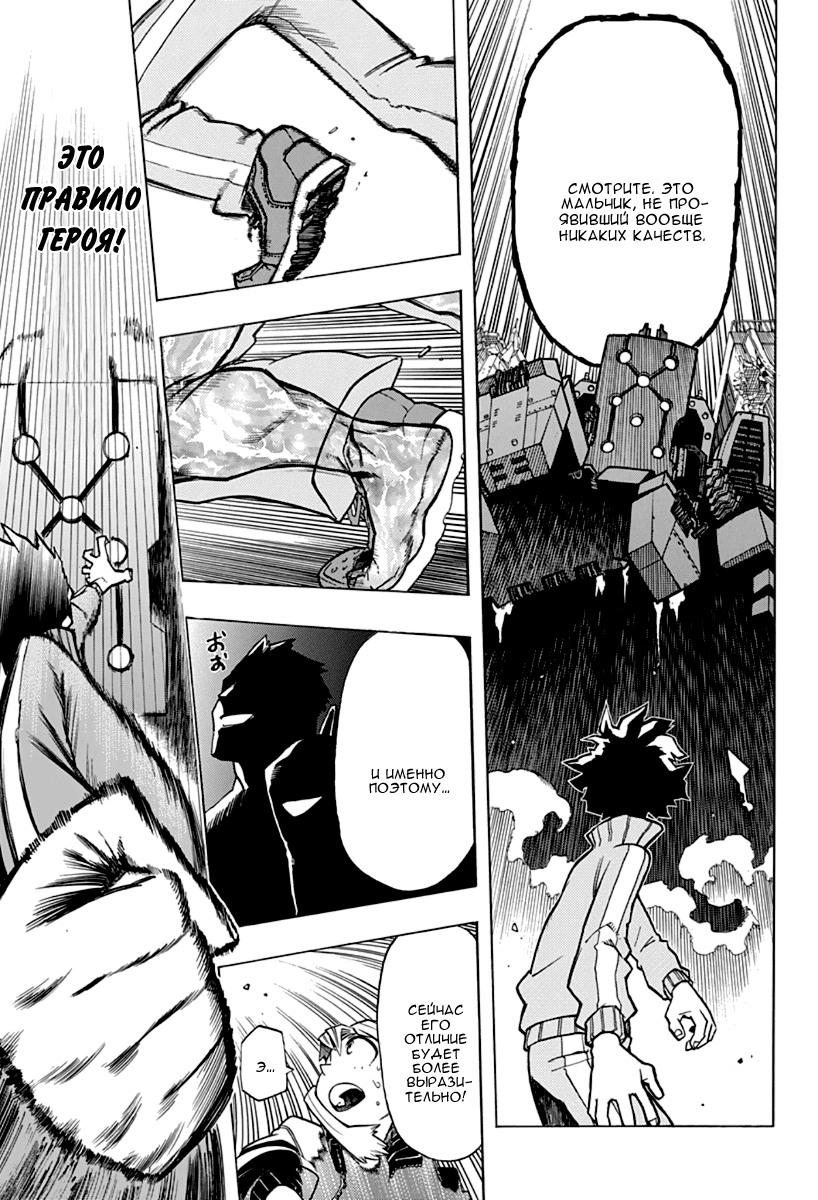 СМОТРИТЕ. ЭТО
МАЛЬЧИК, НЕ ПРО-
ЯВИВШИЙ ВООБЩЕ
НИКАКИХ КАЧЕСТВ.
おお
И ИМЕННО
ПОЭТОМУ...
СЕЙЧАС
ЕГО
ОТЛИЧИЕ
БУДЕТ
БОЛЕЕ
ВЫРАЗИ-
ТЕЛЬНО!
Э...
ЭТО
ПРАВИЛО
ГЕРОЯ!